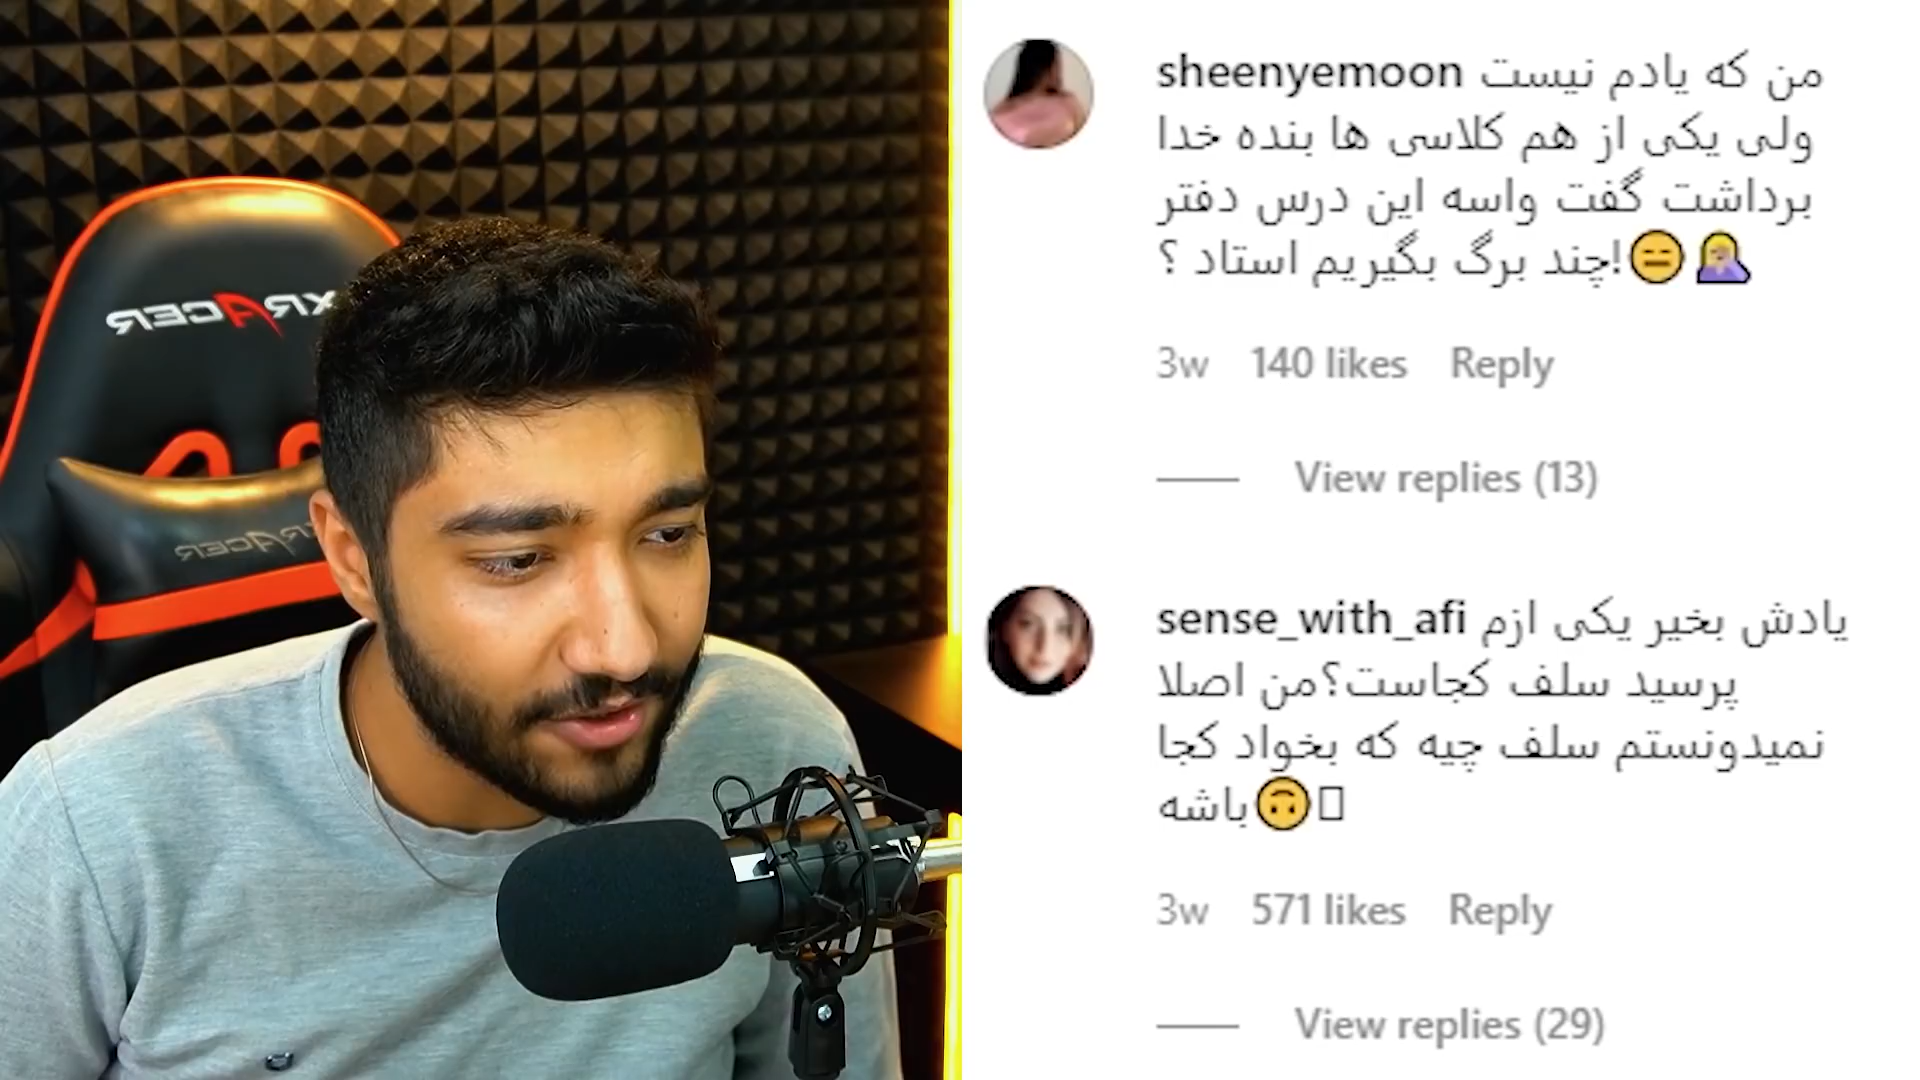 XRACER
XRACER
sheenyemoon من که یادم نیست
ولی یکی از هم کلاسی ها بنده خدا
برداشت گفت واسه این درس دفتر
چند برگ بگیریم استاد ؟!😑🤦🏼‍♀️
3w 140 likes Reply
View replies (13)
sense_with_afi یادش بخیر یکی ازم
پرسید سلف کجاست؟من اصلا
نمیدونستم سلف چیه که بخواد کجا
باشه🙃
3w 571 likes Reply
View replies (29)